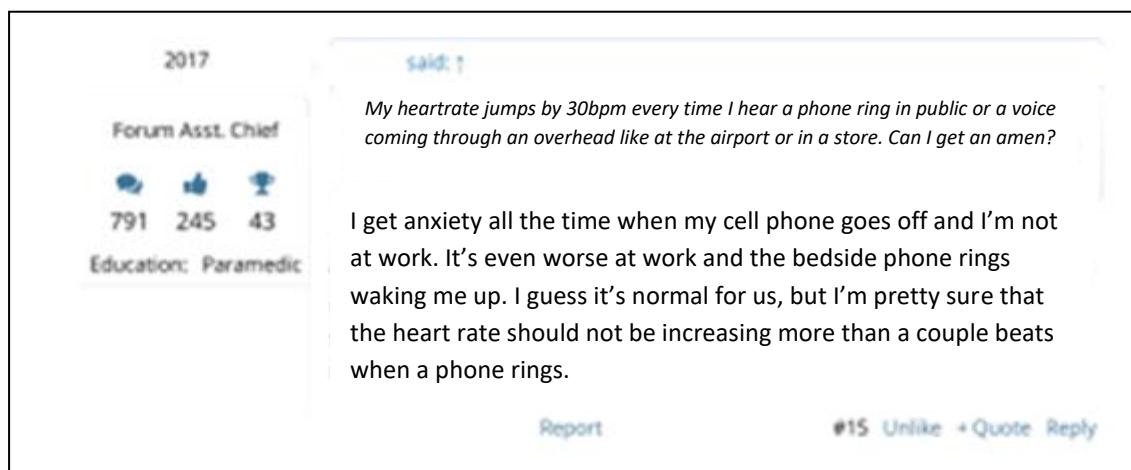 2017
Forum Asst. Chief
791 245 43
Education: Paramedic
said: ↑
My heartrate jumps by 30bpm every time I hear a phone ring in public or a voice
coming through an overhead like at the airport or in a store. Can I get an amen?
I get anxiety all the time when my cell phone goes off and I’m not
at work. It’s even worse at work and the bedside phone rings
waking me up. I guess it’s normal for us, but I’m pretty sure that
the heart rate should not be increasing more than a couple beats
when a phone rings.
Report #15 Unlike + Quote Reply